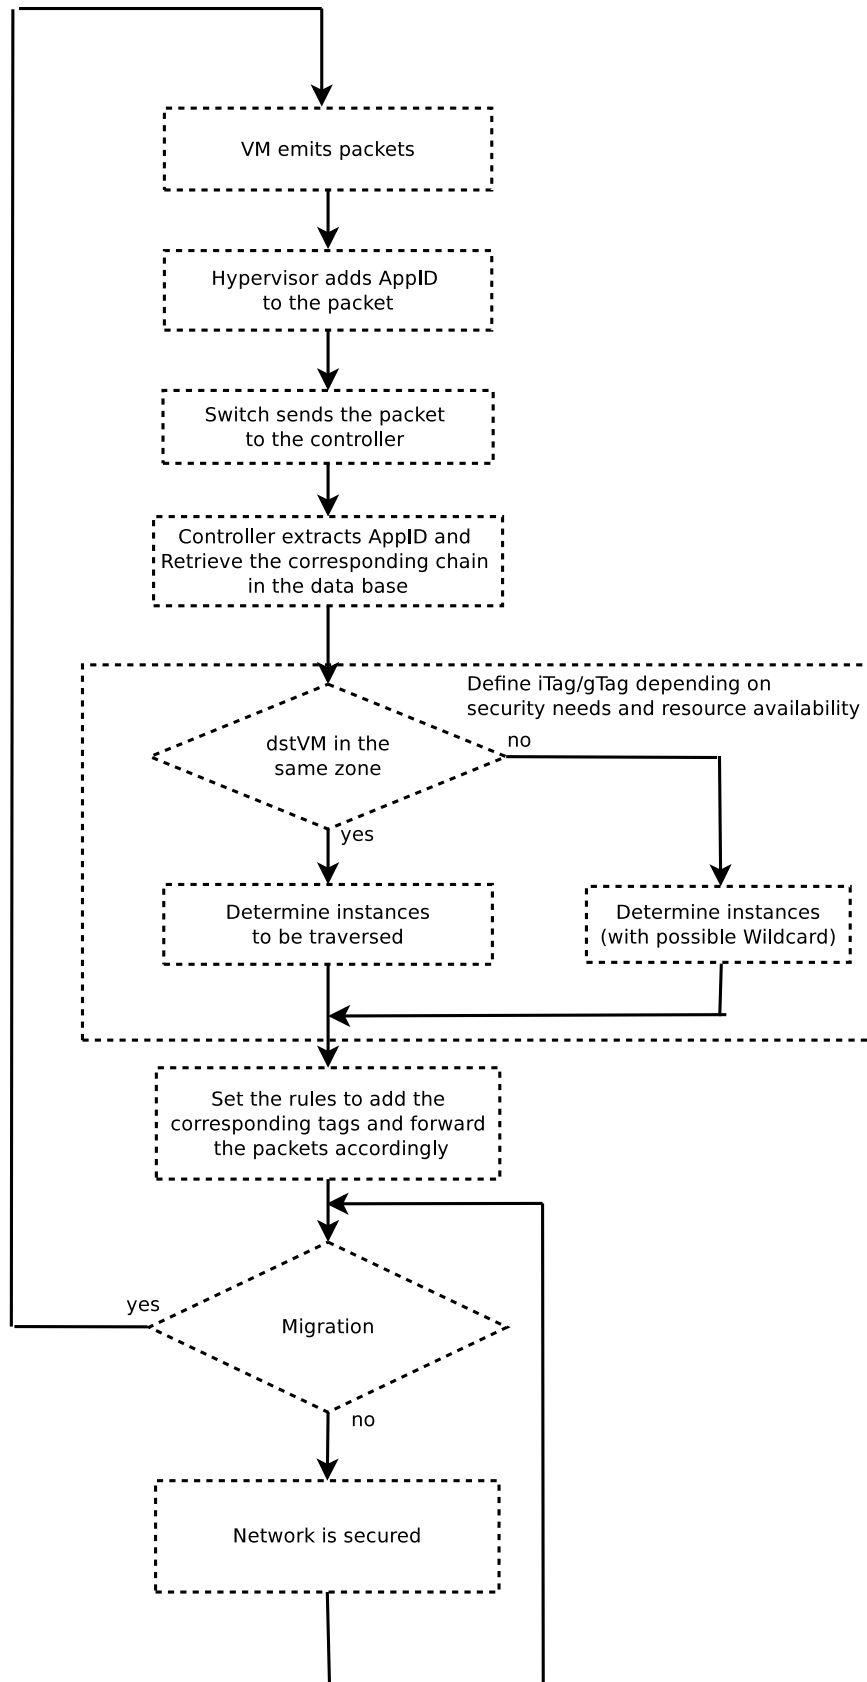 VM emits packets
Hypervisor adds AppID
to the packet
Switch sends the packet
to the controller
Controller extracts AppID and
Retrieve the corresponding chain
in the data base
Define iTag/gTag depending on
security needs and resource availability
dstVM in the
same zone
no
yes
Determine instances
to be traversed
Determine instances
(with possible Wildcard)
Set the rules to add the
corresponding tags and forward
the packets accordingly
yes
Migration
no
Network is secured